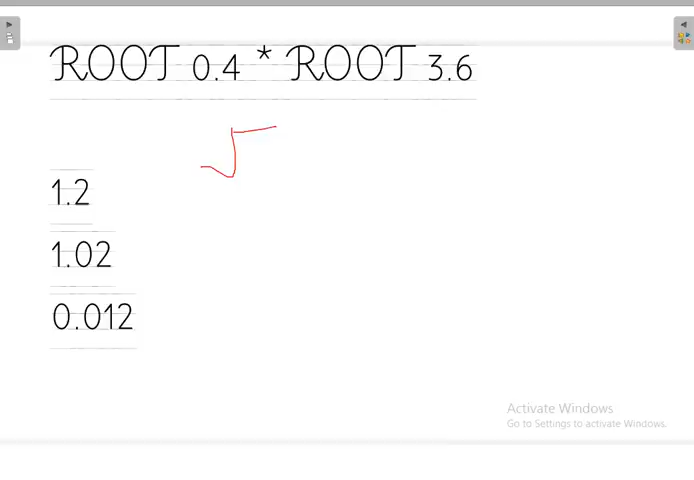 ROOT 0.4 * ROOT 3.6
√
1.2
1.02
0.012
Activate Windows
Go to Settings to activate Windows.